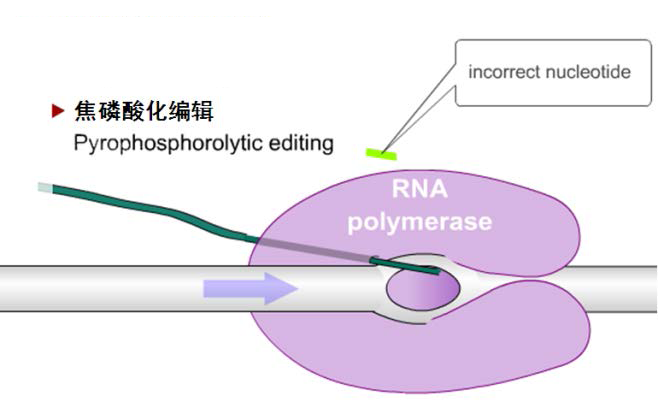 incorrect nucleotide
焦磷酸化编辑
Pyrophosphorolytic editing
RNA
polymerase